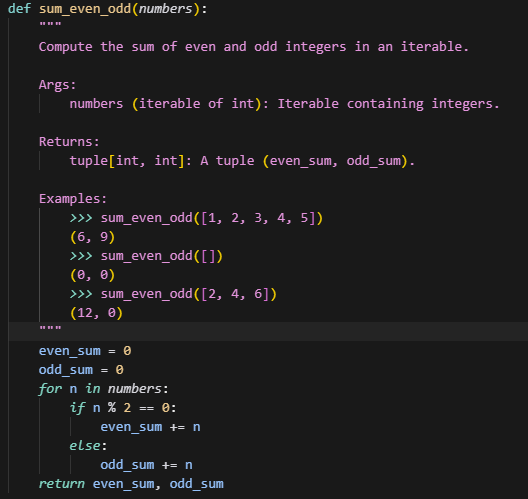 def sum_even_odd(numbers):
    """
    Compute the sum of even and odd integers in an iterable.

    Args:
        numbers (iterable of int): Iterable containing integers.

    Returns:
        tuple[int, int]: A tuple (even_sum, odd_sum).

    Examples:
        >>> sum_even_odd([1, 2, 3, 4, 5])
        (6, 9)
        >>> sum_even_odd([])
        (0, 0)
        >>> sum_even_odd([2, 4, 6])
        (12, 0)
    """
    even_sum = 0
    odd_sum = 0
    for n in numbers:
        if n % 2 == 0:
            even_sum += n
        else:
            odd_sum += n
    return even_sum, odd_sum